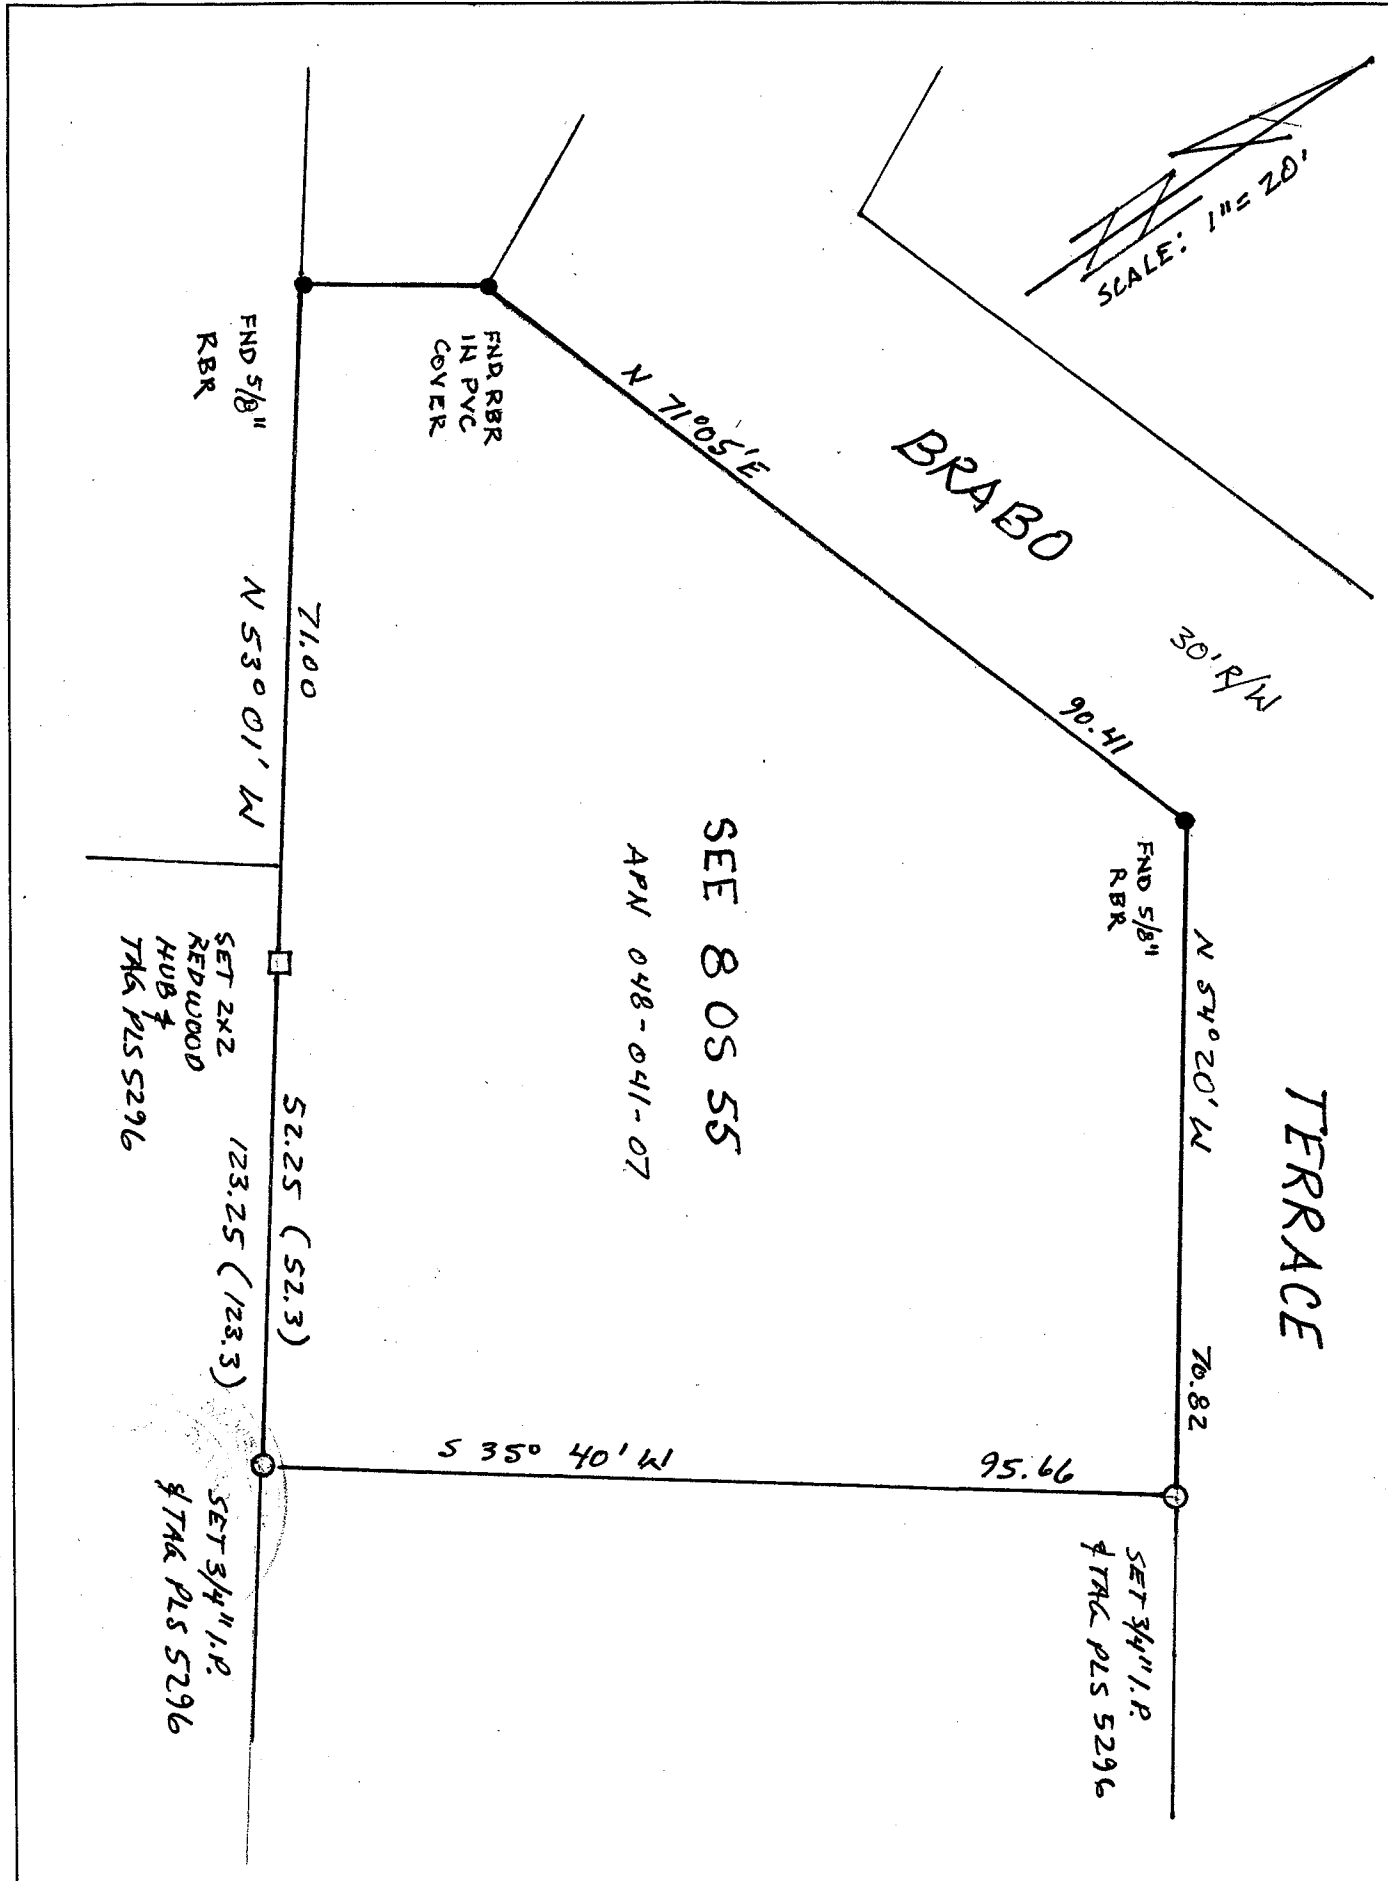 SCALE: 1"= 20'
BRABO
TERRACE
30' R/W
N 71°05'E
90.41
FND 5/8"
RBR
N 54° 20' W
70.82
FND. RBR
IN PVC
COVER
FND 5/8"
RBR
SEE 8 OS 55
APN 048-041-07
71.00
N 53° 01' W
SET 2x2
REDWOOD
HUB &
TAG PLS 5296
52.25 (52.3)
123.25 (123.3)
S 35° 40' W
95.66
SET 3/4" I.P.
& TAG PLS 5296
SET 3/4" I.P.
& TAG PLS 5296